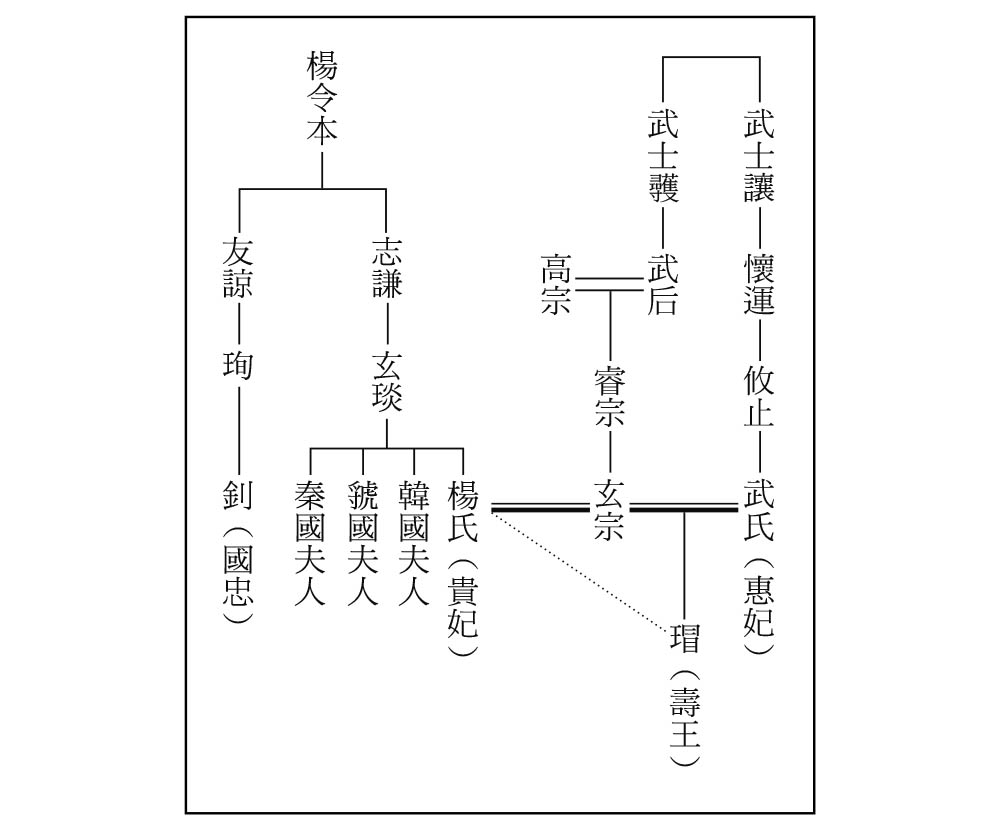 武士讓
懷運
攸止
武氏（惠妃）
武士彠
武后
高宗
睿宗
玄宗
瑁（壽王）
楊令本
志謙
玄琰
楊氏（貴妃）
韓國夫人
虢國夫人
秦國夫人
友諒
珣
釗（國忠）